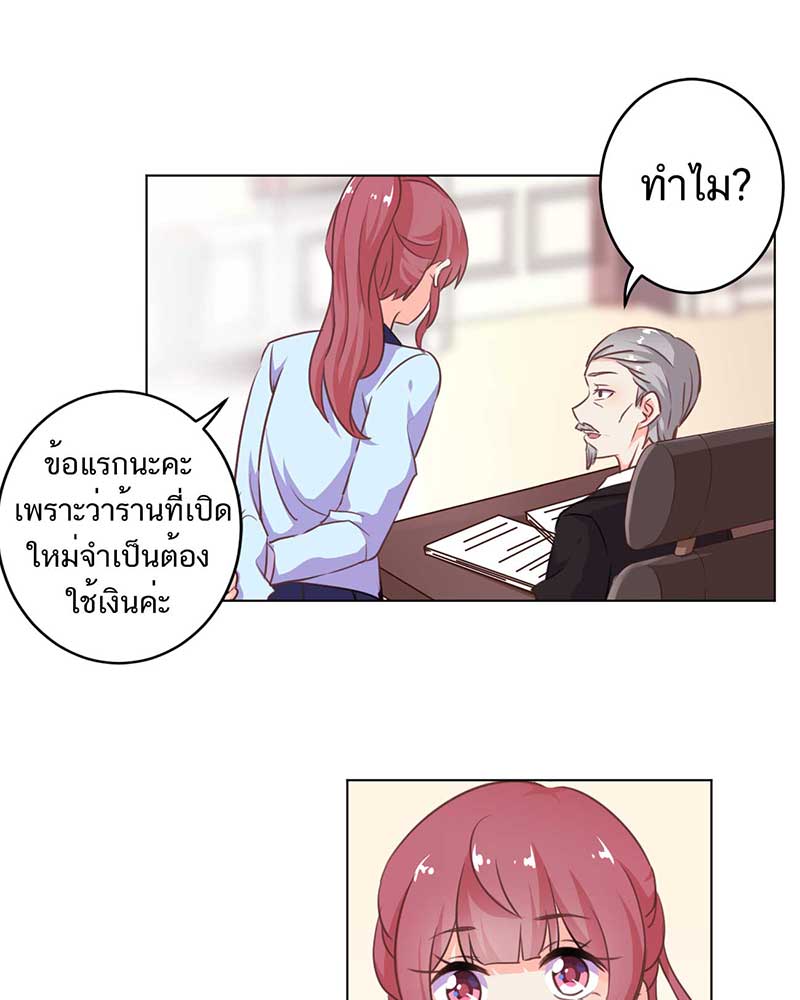 ทำไม?
ข้อแรกนะคะ
เพราะว่าร้านที่เปิด
ใหม่จำเป็นต้อง
ใช้เงินค่ะ